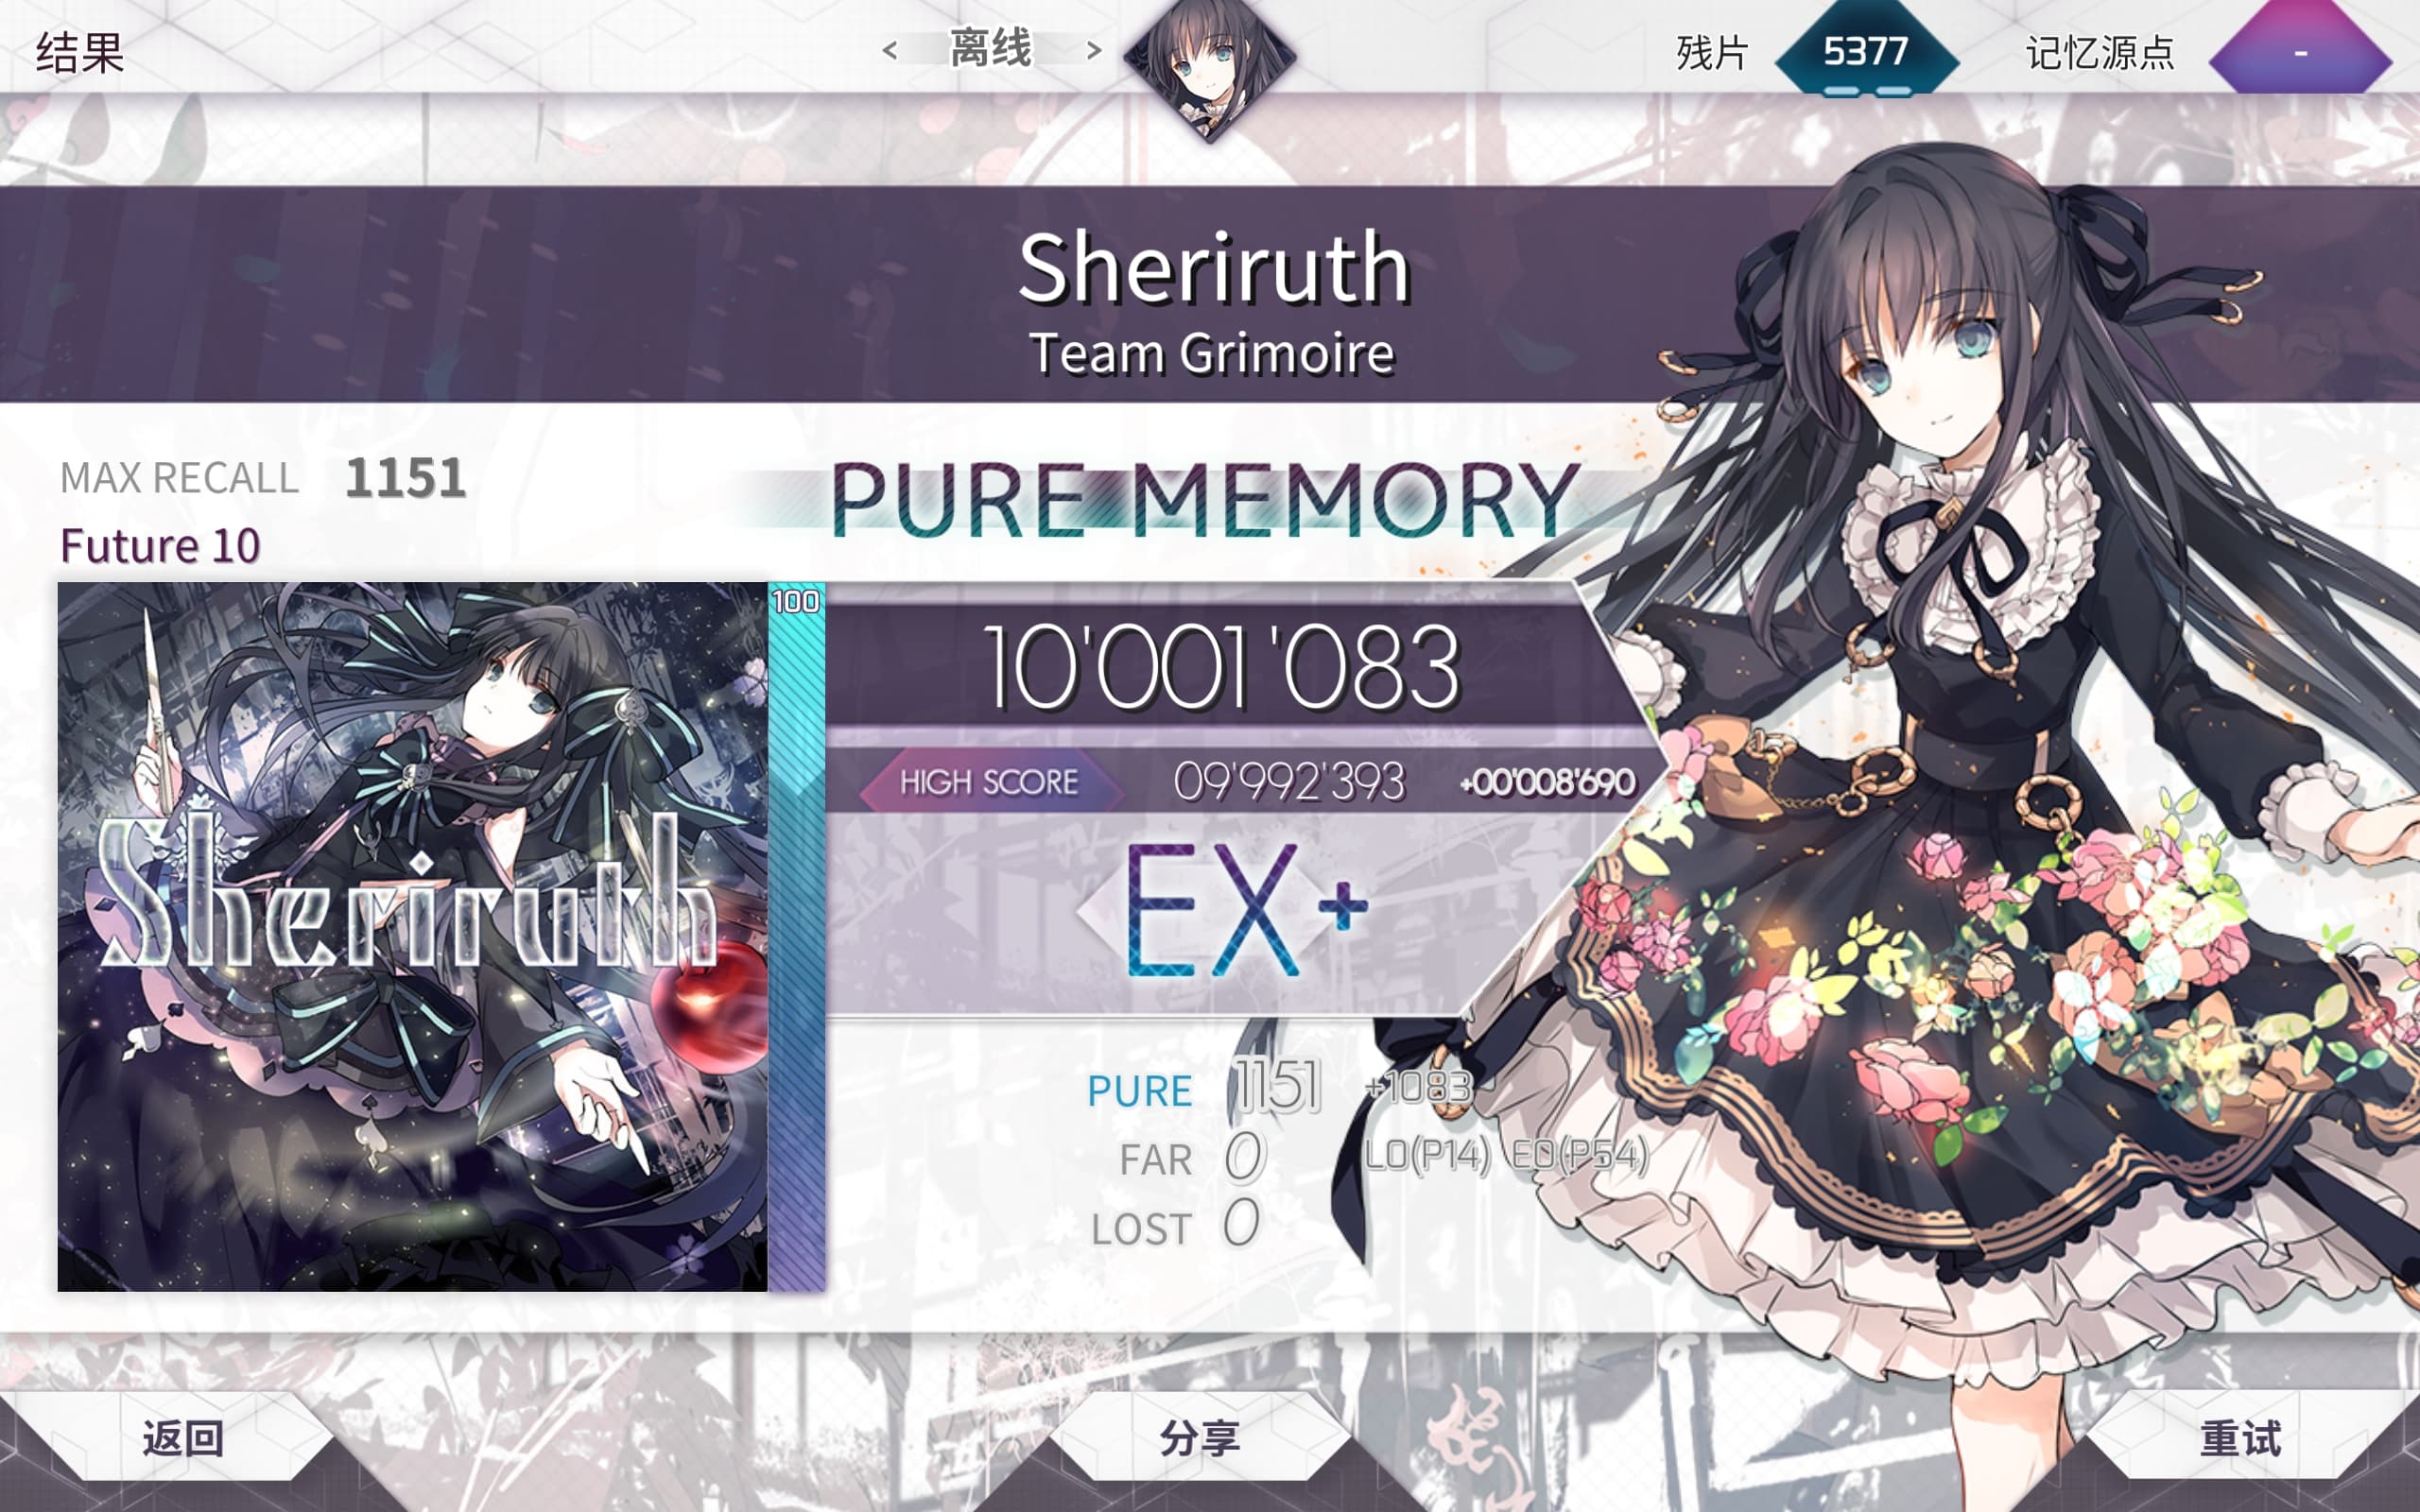 结果
< 离线 >
残片 5377 记忆源点 -
Sheriruth
Team Grimoire
MAX RECALL 1151
PURE MEMORY
Future 10
100
10'001'083
HIGH SCORE 09'992'393 +00'008'690
Sheriruth
EX+
PURE 1151 +1083
FAR 0 L0(P14) E0(P54)
LOST 0
返回 分享 重试